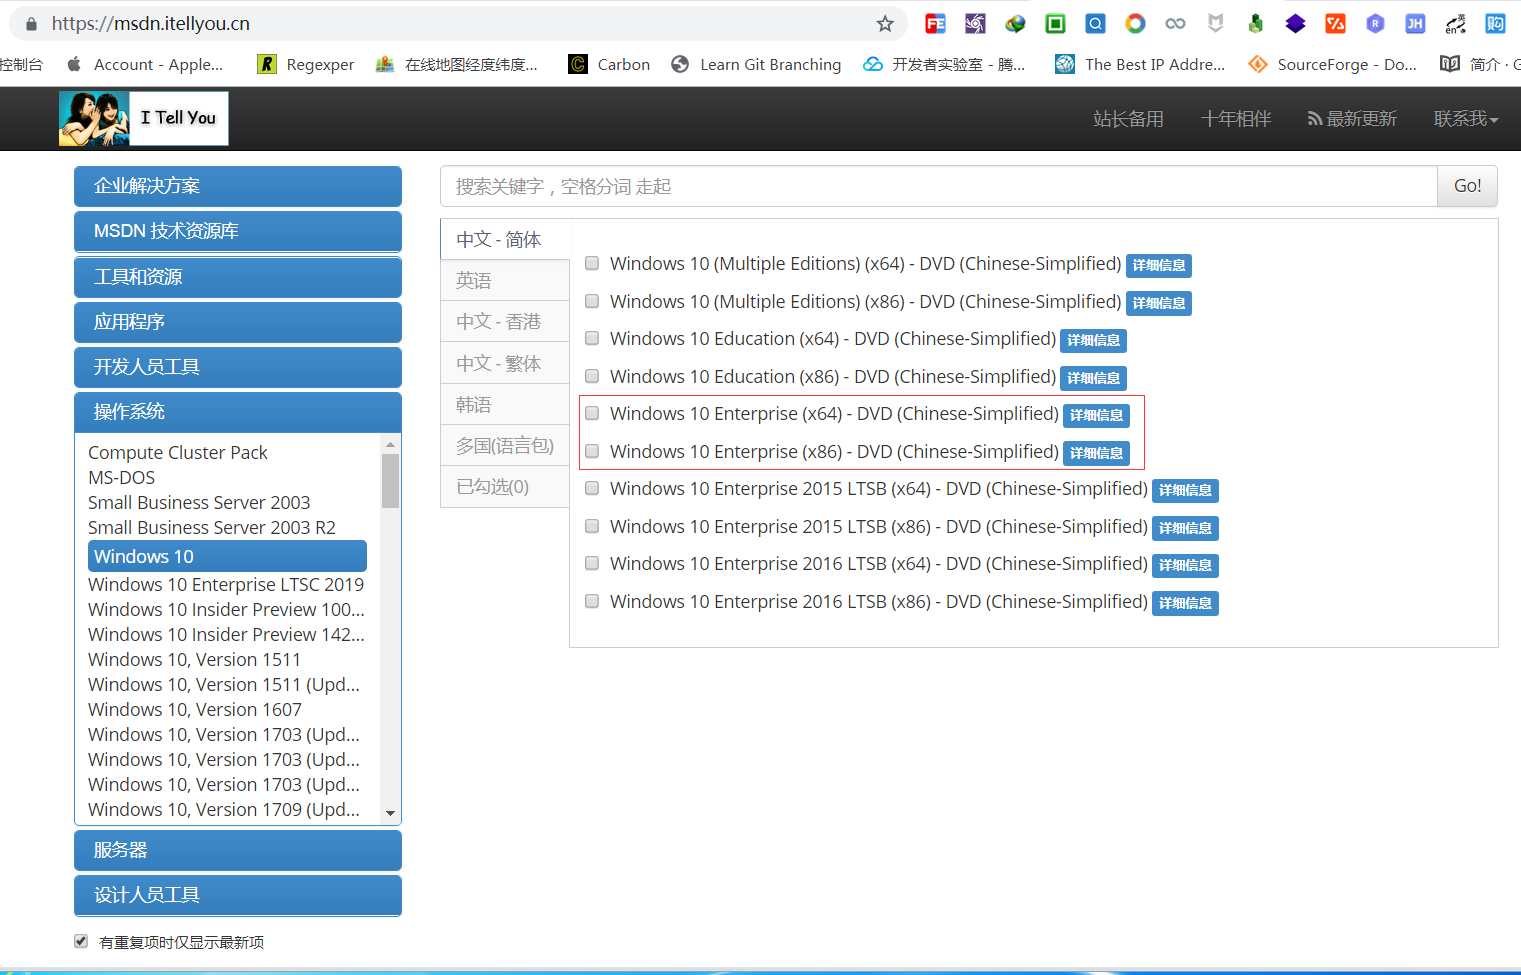 https://msdn.itellyou.cn
控制台 Account - Apple... Regexper 在线地图经度纬度... Carbon Learn Git Branching 开发者实验室 - 腾... The Best IP Addre... SourceForge - Do... 简介 · G
I Tell You
站长备用 十年相伴 最新更新 联系我
企业解决方案
MSDN 技术资源库
工具和资源
应用程序
开发人员工具
操作系统
Compute Cluster Pack
MS-DOS
Small Business Server 2003
Small Business Server 2003 R2
Windows 10
Windows 10 Enterprise LTSC 2019
Windows 10 Insider Preview 100...
Windows 10 Insider Preview 142...
Windows 10, Version 1511
Windows 10, Version 1511 (Upd...
Windows 10, Version 1607
Windows 10, Version 1703 (Upd...
Windows 10, Version 1703 (Upd...
Windows 10, Version 1703 (Upd...
Windows 10, Version 1709 (Upd...
服务器
设计人员工具
有重复项时仅显示最新项
搜索关键字，空格分词 走起 Go!
中文 - 简体
英语
中文 - 香港
中文 - 繁体
韩语
多国(语言包)
已勾选(0)
Windows 10 (Multiple Editions) (x64) - DVD (Chinese-Simplified) 详细信息
Windows 10 (Multiple Editions) (x86) - DVD (Chinese-Simplified) 详细信息
Windows 10 Education (x64) - DVD (Chinese-Simplified) 详细信息
Windows 10 Education (x86) - DVD (Chinese-Simplified) 详细信息
Windows 10 Enterprise (x64) - DVD (Chinese-Simplified) 详细信息
Windows 10 Enterprise (x86) - DVD (Chinese-Simplified) 详细信息
Windows 10 Enterprise 2015 LTSB (x64) - DVD (Chinese-Simplified) 详细信息
Windows 10 Enterprise 2015 LTSB (x86) - DVD (Chinese-Simplified) 详细信息
Windows 10 Enterprise 2016 LTSB (x64) - DVD (Chinese-Simplified) 详细信息
Windows 10 Enterprise 2016 LTSB (x86) - DVD (Chinese-Simplified) 详细信息